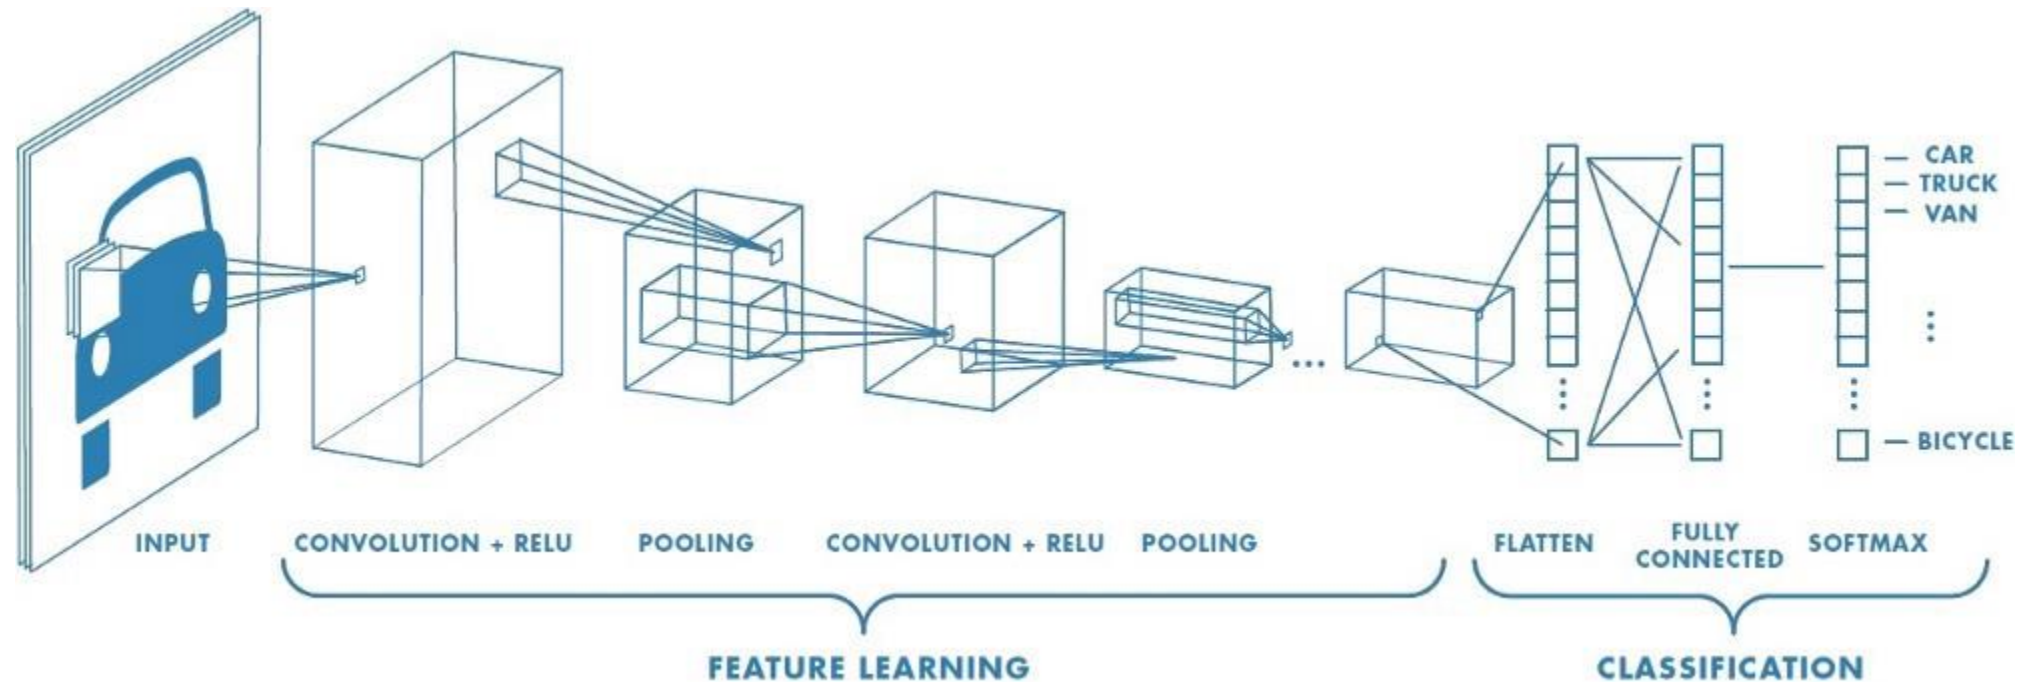 CAR
TRUCK
VAN
BICYCLE
INPUT
CONVOLUTION + RELU
POOLING
CONVOLUTION + RELU
POOLING
FLATTEN
FULLY
CONNECTED
SOFTMAX
FEATURE LEARNING
CLASSIFICATION